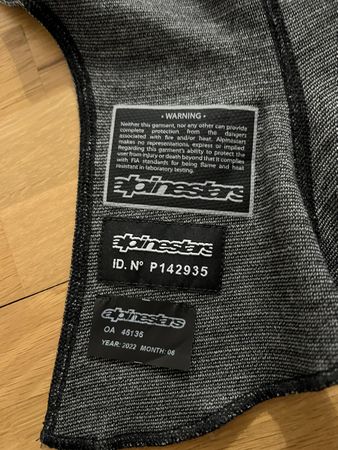 • WARNING •
Neither this garment, nor any other can provide
complete protection from the dangers
associated with fire and/or heat. Alpinestars
makes no representations, express or implied
Regarding this garment's ability to protect the
user from injury or death beyond that it complies
with FIA standards for being flame and heat
resistant in laboratory testing.
alpinestars
alpinestars
ID. N° P142935
alpinestars
OA 45135
YEAR: 2022 MONTH: 06